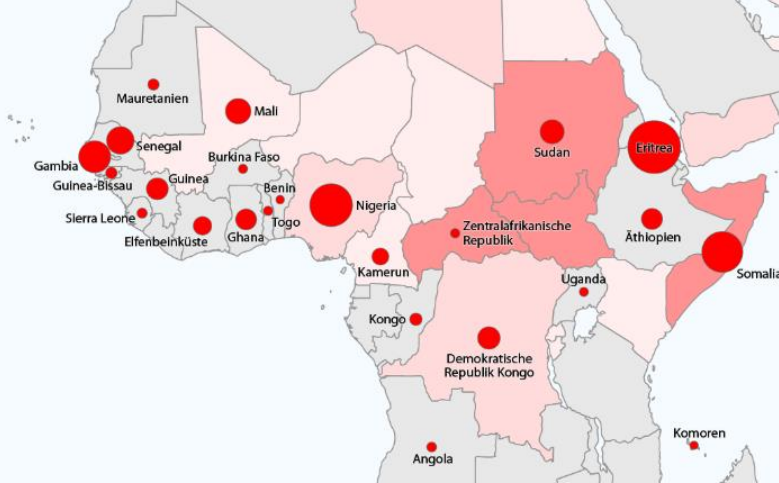 Mauretanien
Mali
Senegal
Gambia
Burkina Faso
Guinea-Bissau
Guinea
Benin
Sierra Leone
Elfenbeinküste
Ghana
Togo
Nigeria
Sudan
Eritrea
Zentralafrikanische
Republik
Äthiopien
Kamerun
Somalia
Uganda
Kongo
Demokratische
Republik Kongo
Komoren
Angola